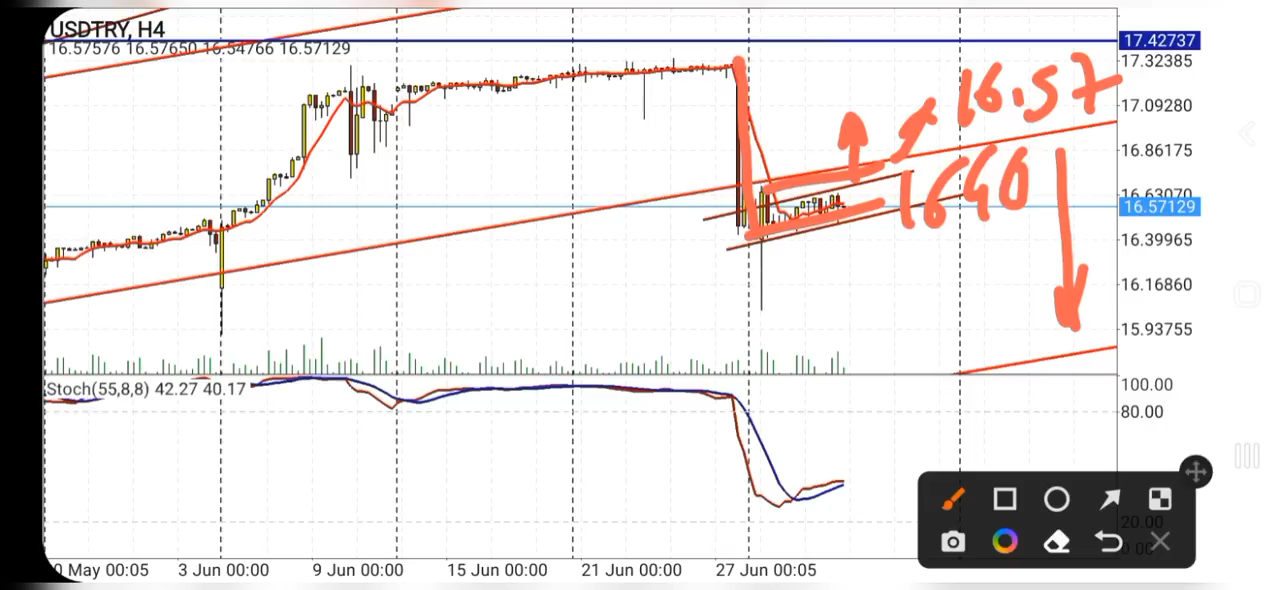 USDTRY, H4
16.57576 16.57650 16.54766 16.57129
17.42737
17.32385
17.09280
16.86175
16.63070
16.57129
16.39965
16.16860
15.93755
16.57
1640
Stoch(55,8,8) 42.27 40.17
100.00
80.00
20.00
0.00
May 00:05
3 Jun 00:00
9 Jun 00:00
15 Jun 00:00
21 Jun 00:00
27 Jun 00:05